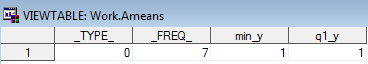 VIEWTABLE: Work.Ameans
_TYPE_ _FREQ_ min_y q1_y
1 0 7 1 1